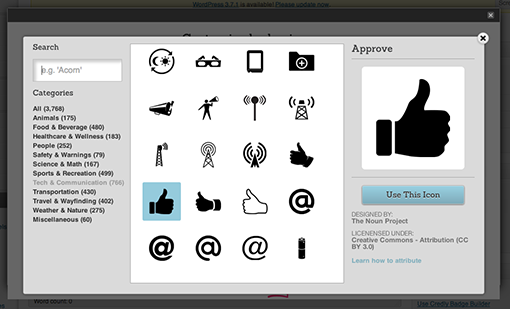 WordPress 3.7.1 is available! Please update now.
Search
e.g. 'Acorn'
Categories
All (3,768)
Animals (175)
Food & Beverage (480)
Healthcare & Wellness (183)
People (252)
Safety & Warnings (79)
Science & Math (167)
Sports & Recreation (499)
Tech & Communication (766)
Transportation (430)
Travel & Wayfinding (402)
Weather & Nature (275)
Miscellaneous (60)
Approve
Use This Icon
DESIGNED BY:
The Noun Project
LICENENSED UNDER:
Creative Commons - Attribution (CC
BY 3.0)
Learn how to attribute
Word count: 0
Use Credly Badge Builder